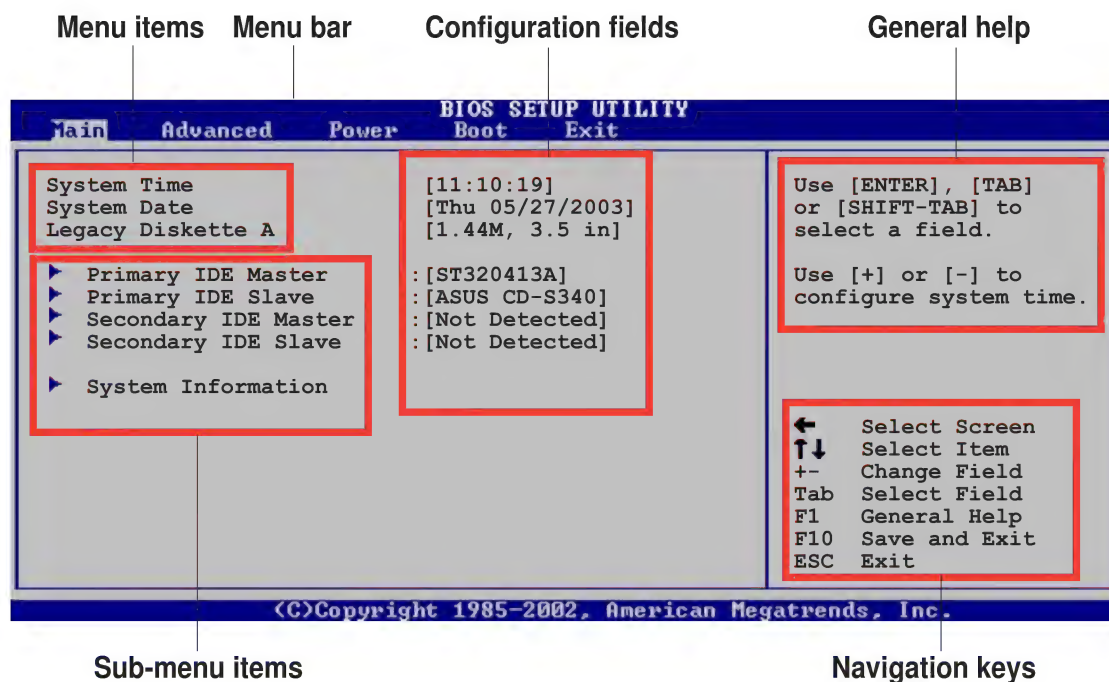 Menu items Menu bar Configuration fields General help
BIOS SETUP UTILITY
Main Advanced Power Boot Exit
System Time [11:10:19]
System Date [Thu 05/27/2003]
Legacy Diskette A [1.44M, 3.5 in]
Primary IDE Master :[ST320413A]
Primary IDE Slave :[ASUS CD-S340]
Secondary IDE Master :[Not Detected]
Secondary IDE Slave :[Not Detected]
System Information
Use [ENTER], [TAB]
or [SHIFT-TAB] to
select a field.
Use [+] or [-] to
configure system time.
← Select Screen
↑↓ Select Item
+- Change Field
Tab Select Field
F1 General Help
F10 Save and Exit
ESC Exit
(C)Copyright 1985-2002, American Megatrends, Inc.
Sub-menu items Navigation keys